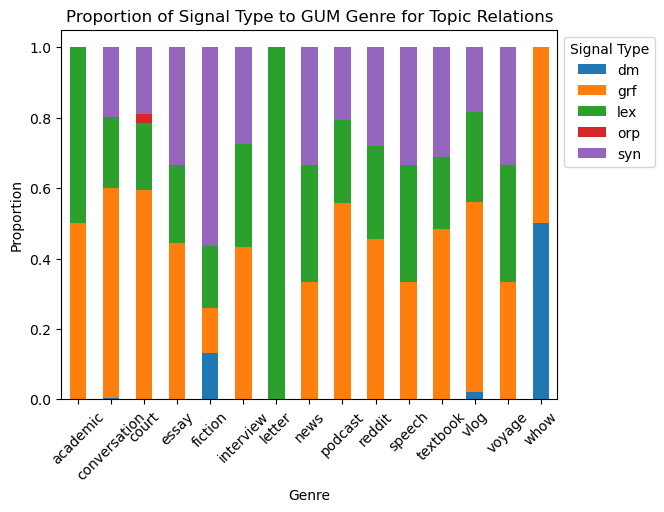 Proportion of Signal Type to GUM Genre for Topic Relations
Signal Type
dm
grf
lex
orp
syn
1.0
0.8
0.6
0.4
0.2
0.0
Proportion
academic
conversation
court
essay
fiction
interview
letter
news
podcast
reddit
speech
textbook
vlog
voyage
whow
Genre